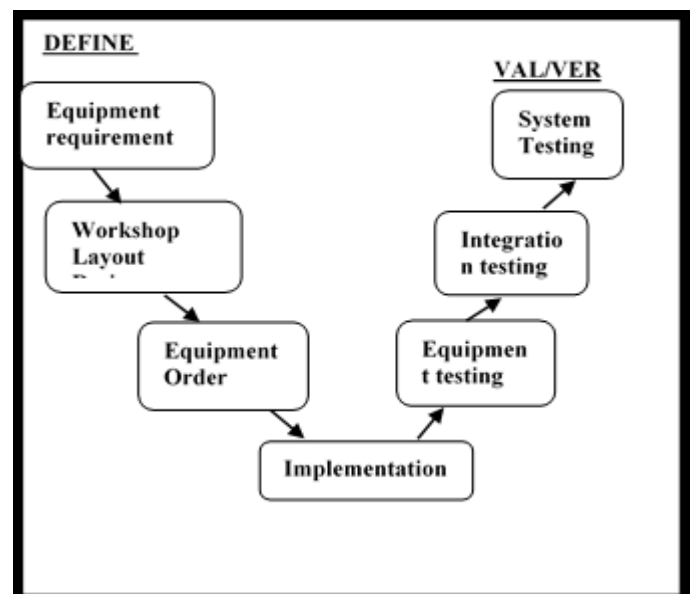 DEFINE
VAL/VER
Equipment
requirement
System
Testing
Workshop
Layout
Integratio
n testing
Equipment
Order
Equipmen
t testing
Implementation